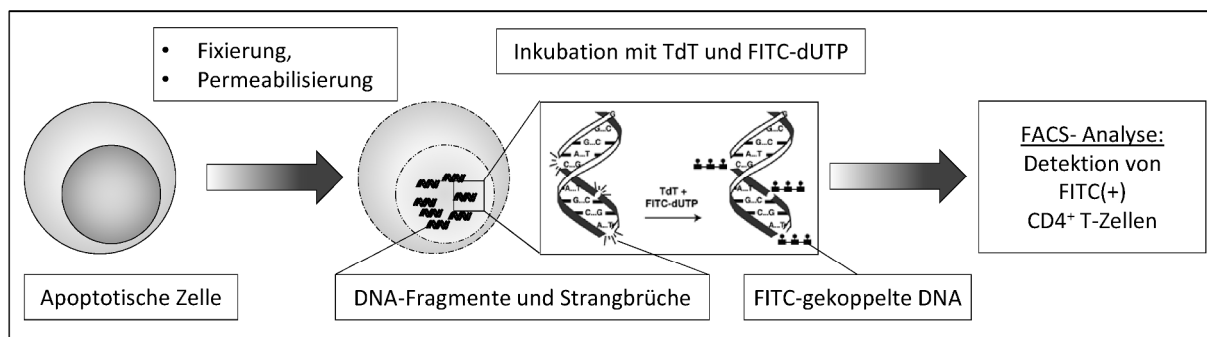 • Fixierung,
• Permeabilisierung
Inkubation mit TdT und FITC-dUTP
G
G...C
A...T
C...G
A...T
G...C
C...G
A...T
TdT +
FITC-dUTP
G
G...C
A...T
C...G
A...T
G...C
C...G
A...T
FACS- Analyse:
Detektion von
FITC(+)
CD4⁺ T-Zellen
Apoptotische Zelle
DNA-Fragmente und Strangbrüche
FITC-gekoppelte DNA